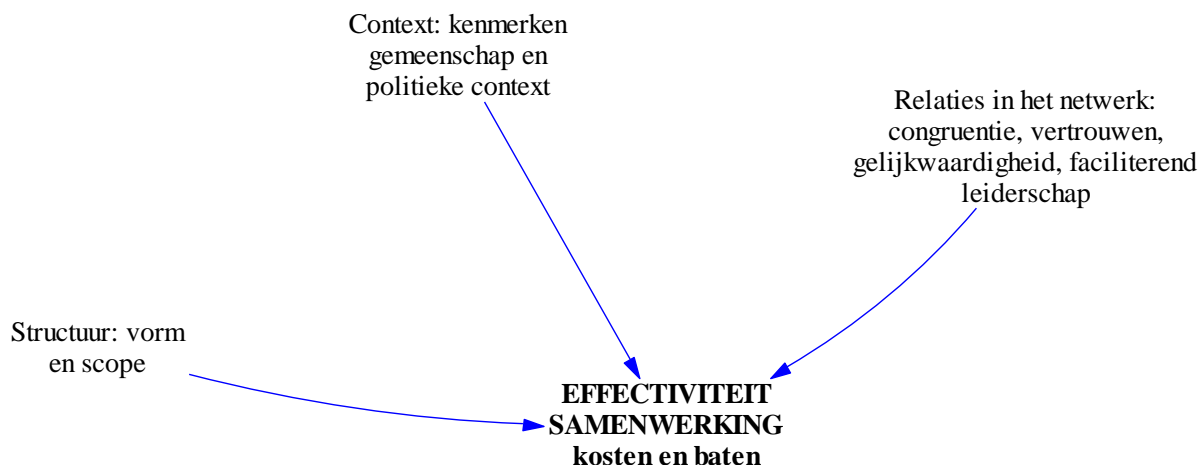 Context: kenmerken
gemeenschap en
politieke context
Relaties in het netwerk:
congruentie, vertrouwen,
gelijkwaardigheid, faciliterend
leiderschap
Structuur: vorm
en scope
EFFECTIVITEIT
SAMENWERKING
kosten en baten